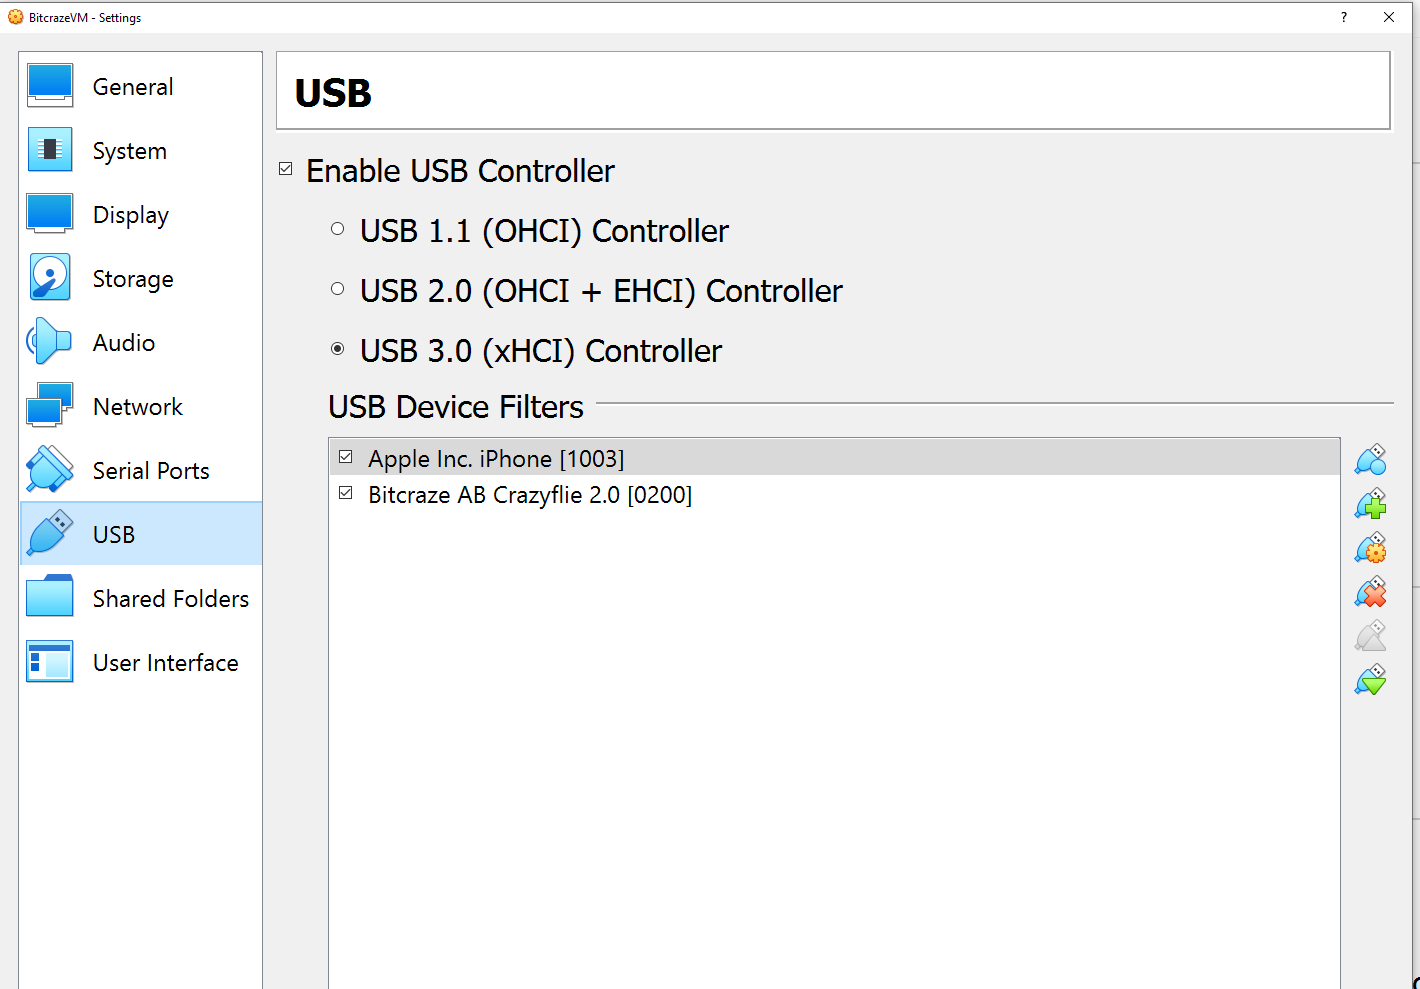 BitcrazeVM - Settings
?
General
System
Display
Storage
Audio
Network
Serial Ports
USB
Shared Folders
User Interface
USB
Enable USB Controller
USB 1.1 (OHCI) Controller
USB 2.0 (OHCI + EHCI) Controller
USB 3.0 (xHCI) Controller
USB Device Filters
Apple Inc. iPhone [1003]
Bitcraze AB Crazyflie 2.0 [0200]